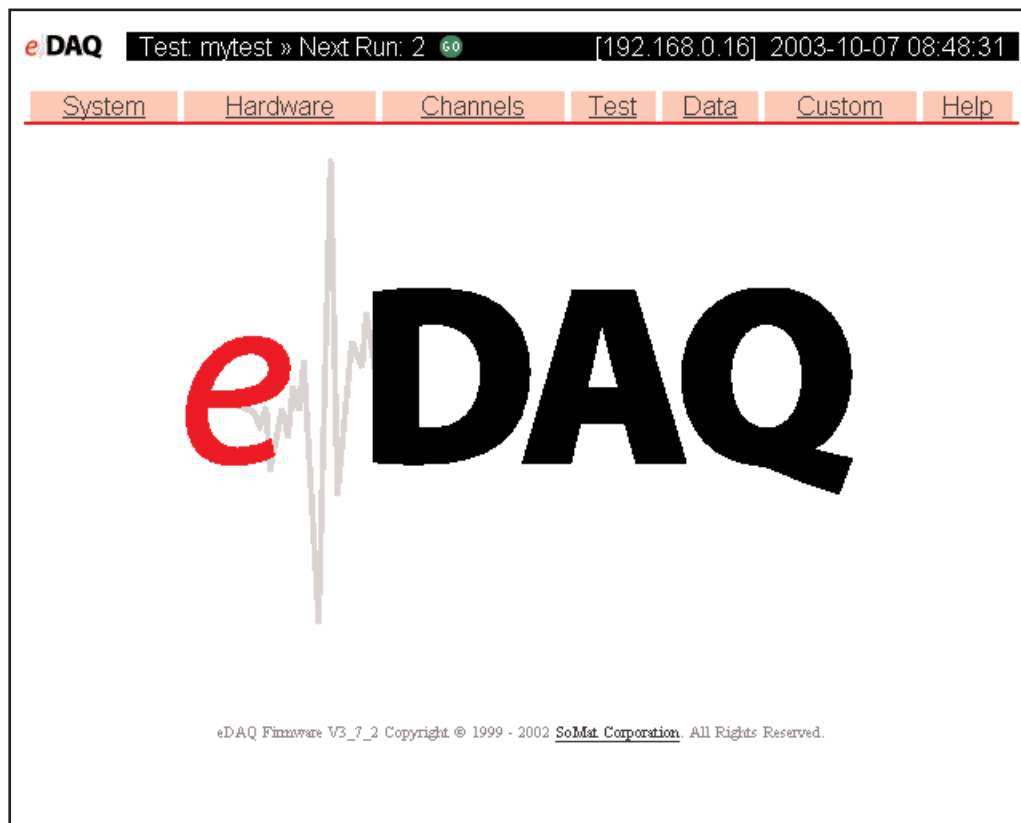 eDAQ Test: mytest » Next Run: 2 GO [192.168.0.16] 2003-10-07 08:48:31
System Hardware Channels Test Data Custom Help
eDAQ
eDAQ Firmware V3_7_2 Copyright © 1999 - 2002 SoMat Corporation. All Rights Reserved.